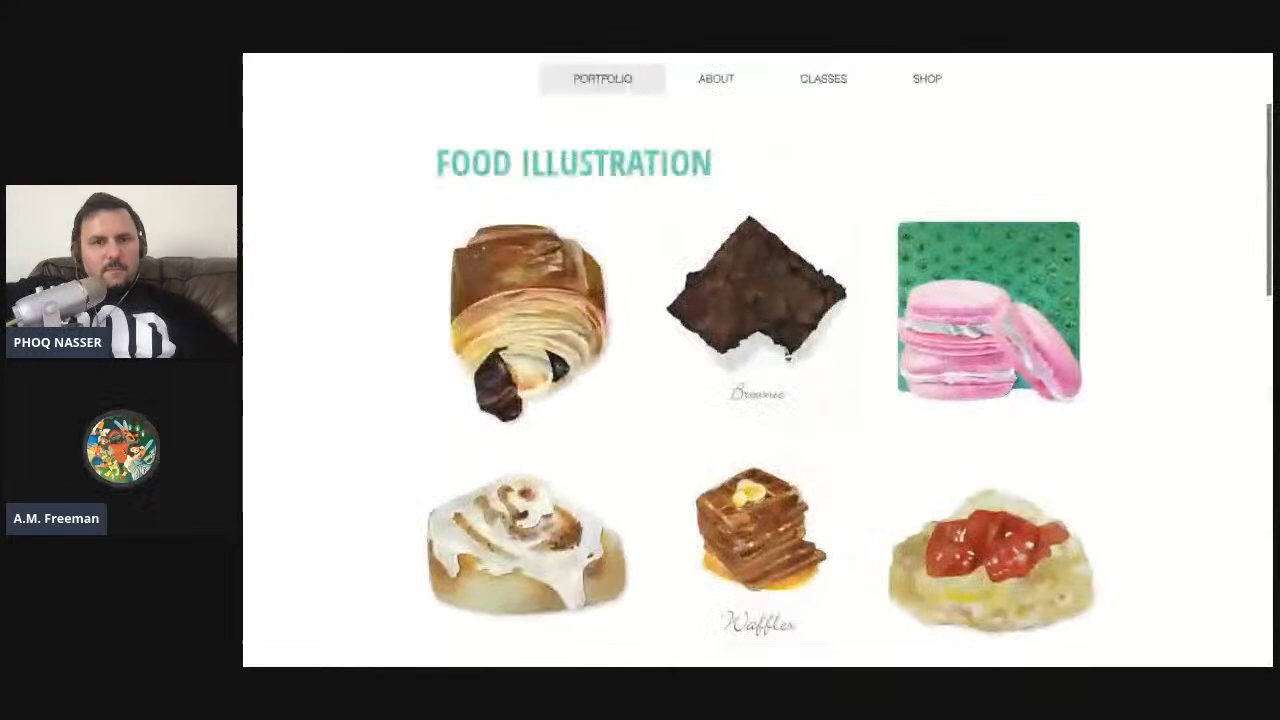 PORTFOLIO ABOUT CLASSES SHOP
FOOD ILLUSTRATION
PHOQ NASSER
Brownie
A.M. Freeman
Waffles